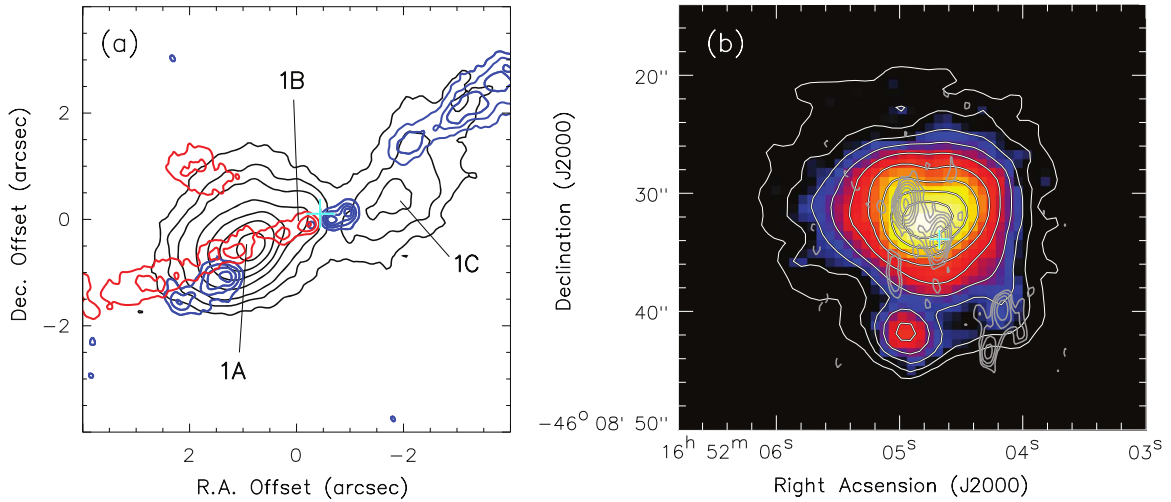 (a)
1B
1C
1A
2
0
−2
Dec. Offset (arcsec)
2
0
−2
R.A. Offset (arcsec)
(b)
20"
30"
40"
−46° 08' 50"
Declination (J2000)
16h 52m 06s
05s
04s
03s
Right Acsension (J2000)